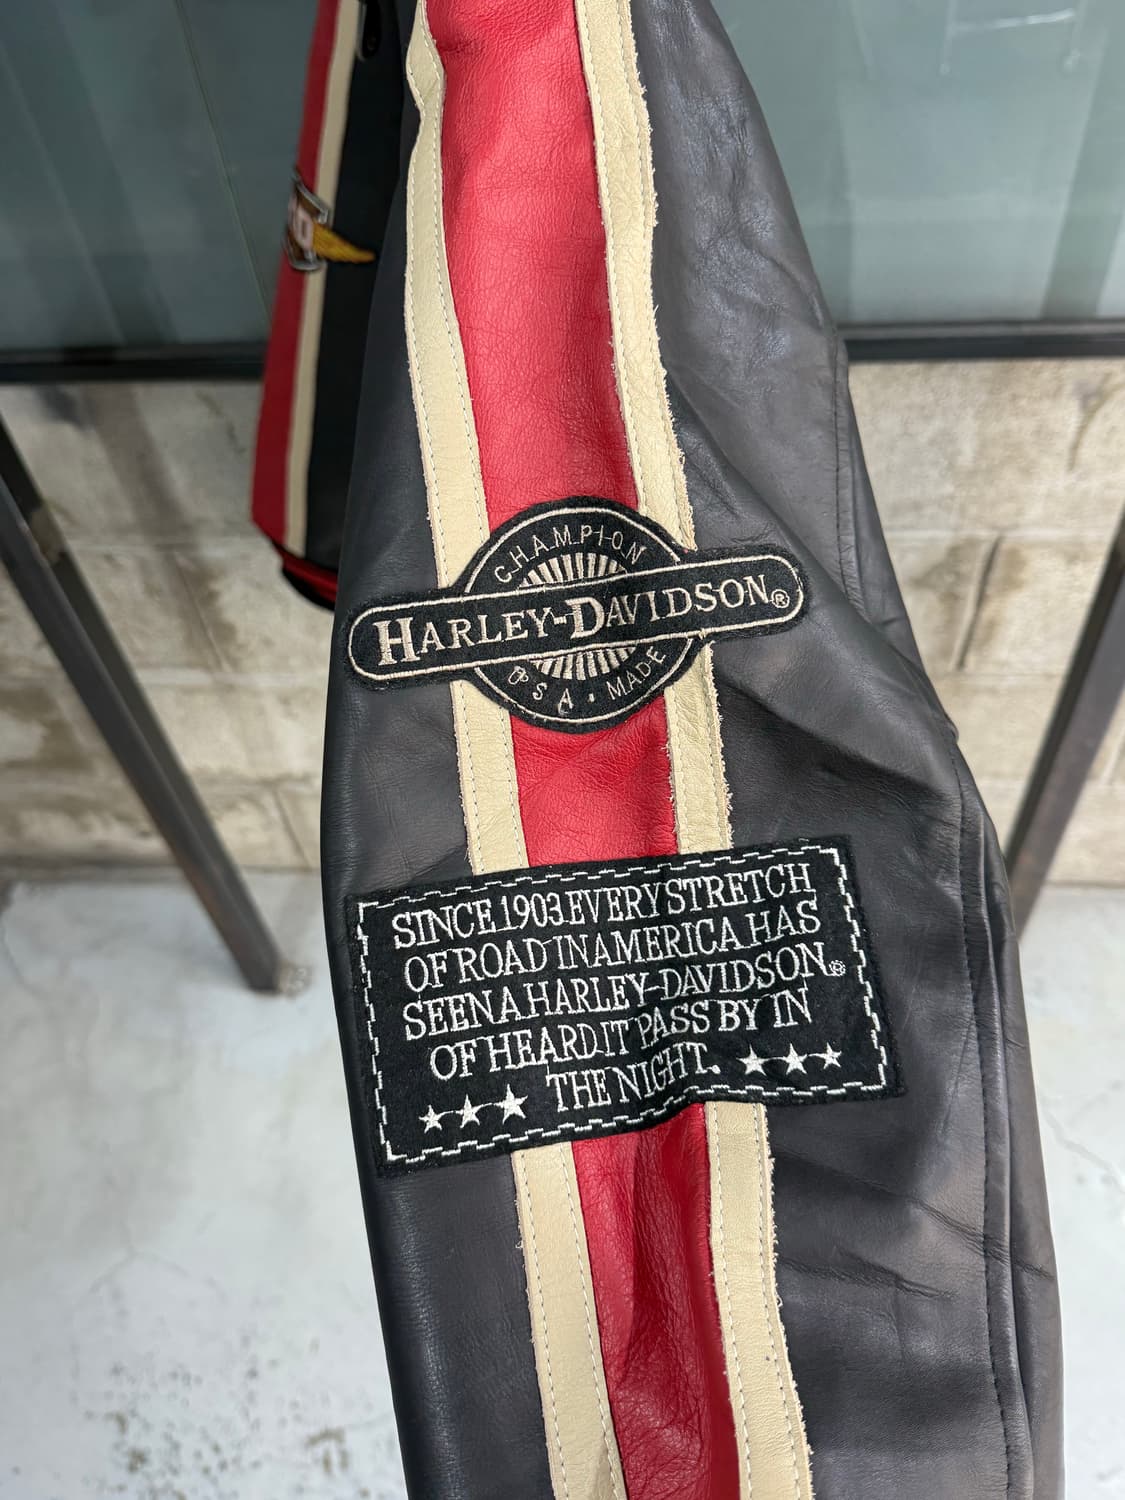 CHAMPION
HARLEY-DAVIDSON®
USA • MADE
SINCE 1903 EVERY STRETCH
OF ROAD IN AMERICA HAS
SEEN A HARLEY-DAVIDSON®
OF HEARD IT PASS BY IN
THE NIGHT.